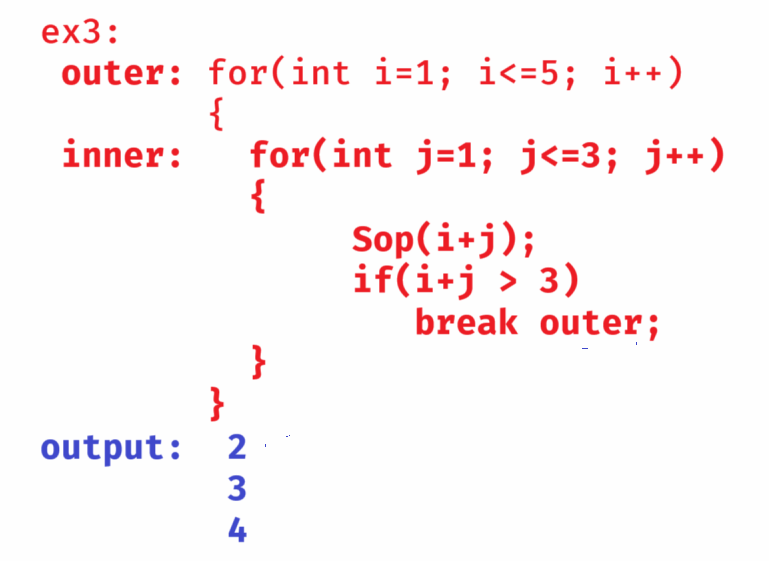 ex3:
outer: for(int i=1; i<=5; i++)
{
inner: for(int j=1; j<=3; j++)
{
Sop(i+j);
if(i+j > 3)
break outer;
}
}
output: 2
3
4